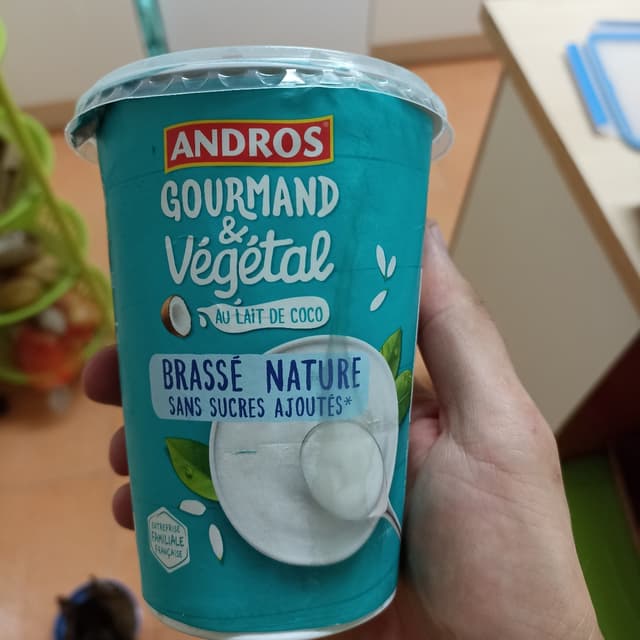 ANDROS
GOURMAND
&
Végétal
AU LAIT DE COCO
BRASSÉ NATURE
SANS SUCRES AJOUTÉS*
ENTREPRISE
FAMILIALE
FRANÇAISE